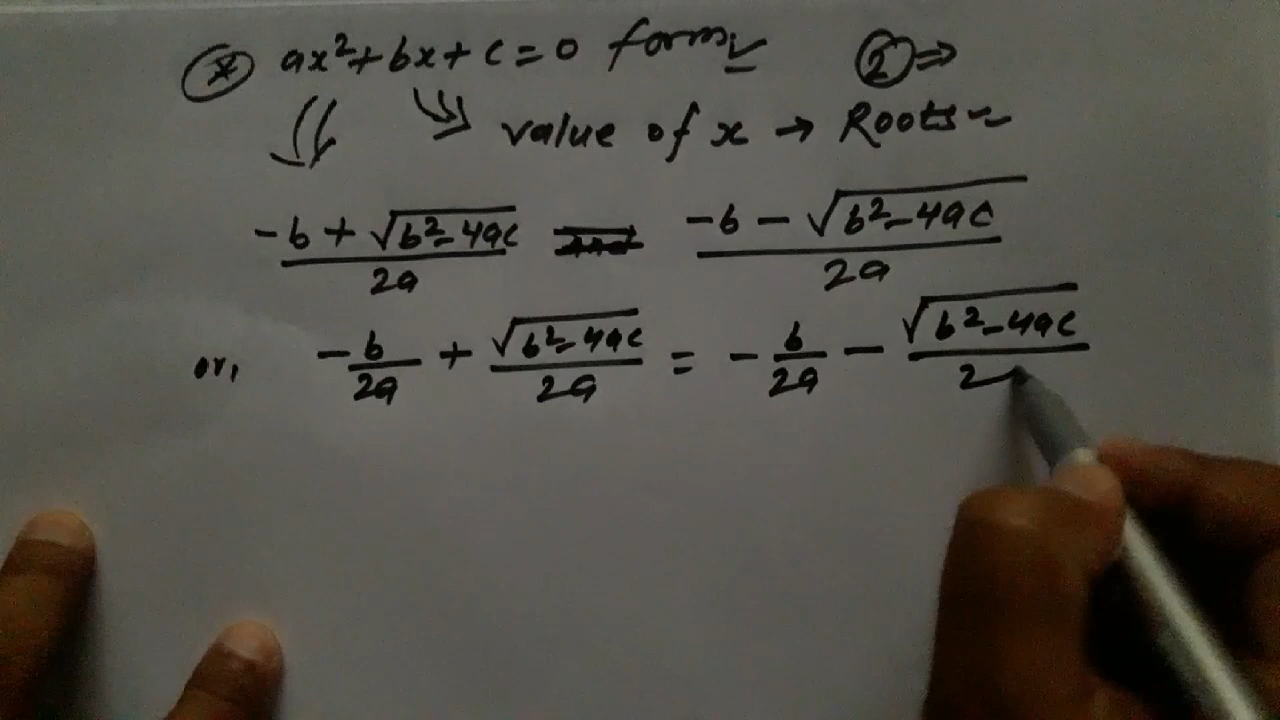 * ax²+bx+c=0 form ② ⇒
value of x → Roots
(-b+√(b²-4ac))/2a = (-b-√(b²-4ac))/2a
or, -b/2a + √(b²-4ac)/2a = -b/2a - √(b²-4ac)/2